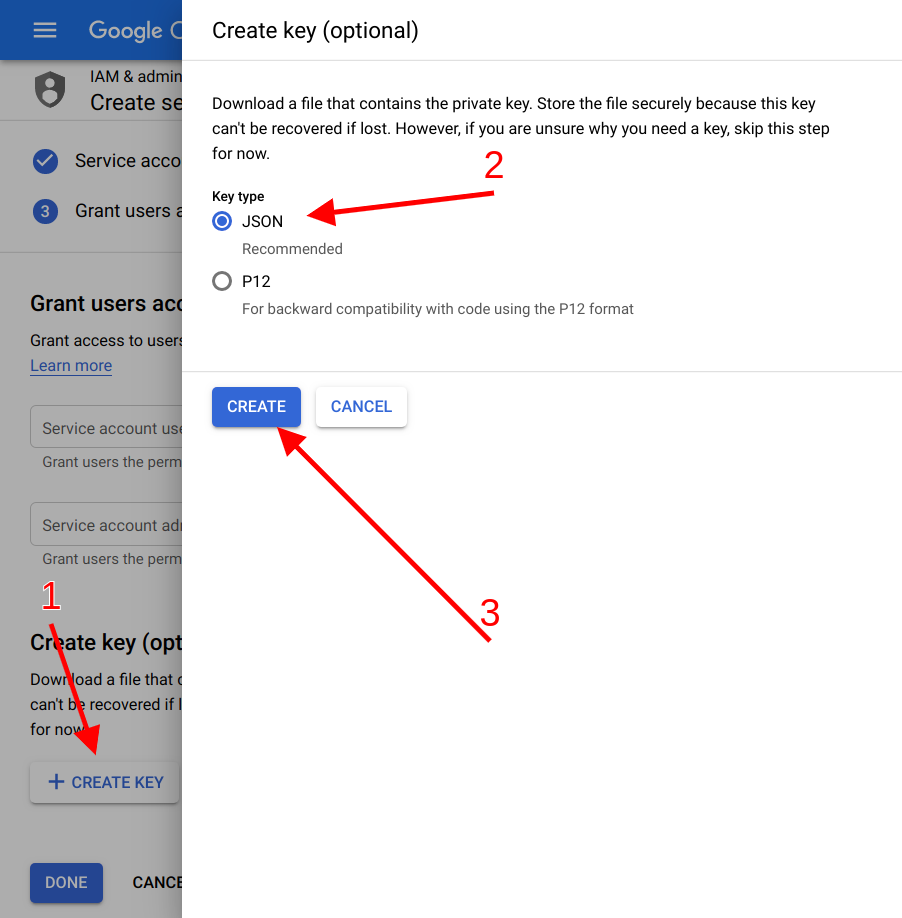 Google C
IAM & admin
Create se
Service acco
3
Grant users a
Grant users acc
Grant access to users
Learn more
Service account use
Grant users the perm
Service account adm
Grant users the perm
1
Create key (opt
Download a file that c
can't be recovered if l
for now.
+ CREATE KEY
DONE
CANCE
Create key (optional)
Download a file that contains the private key. Store the file securely because this key
can't be recovered if lost. However, if you are unsure why you need a key, skip this step
for now.
2
Key type
JSON
Recommended
P12
For backward compatibility with code using the P12 format
CREATE
CANCEL
3